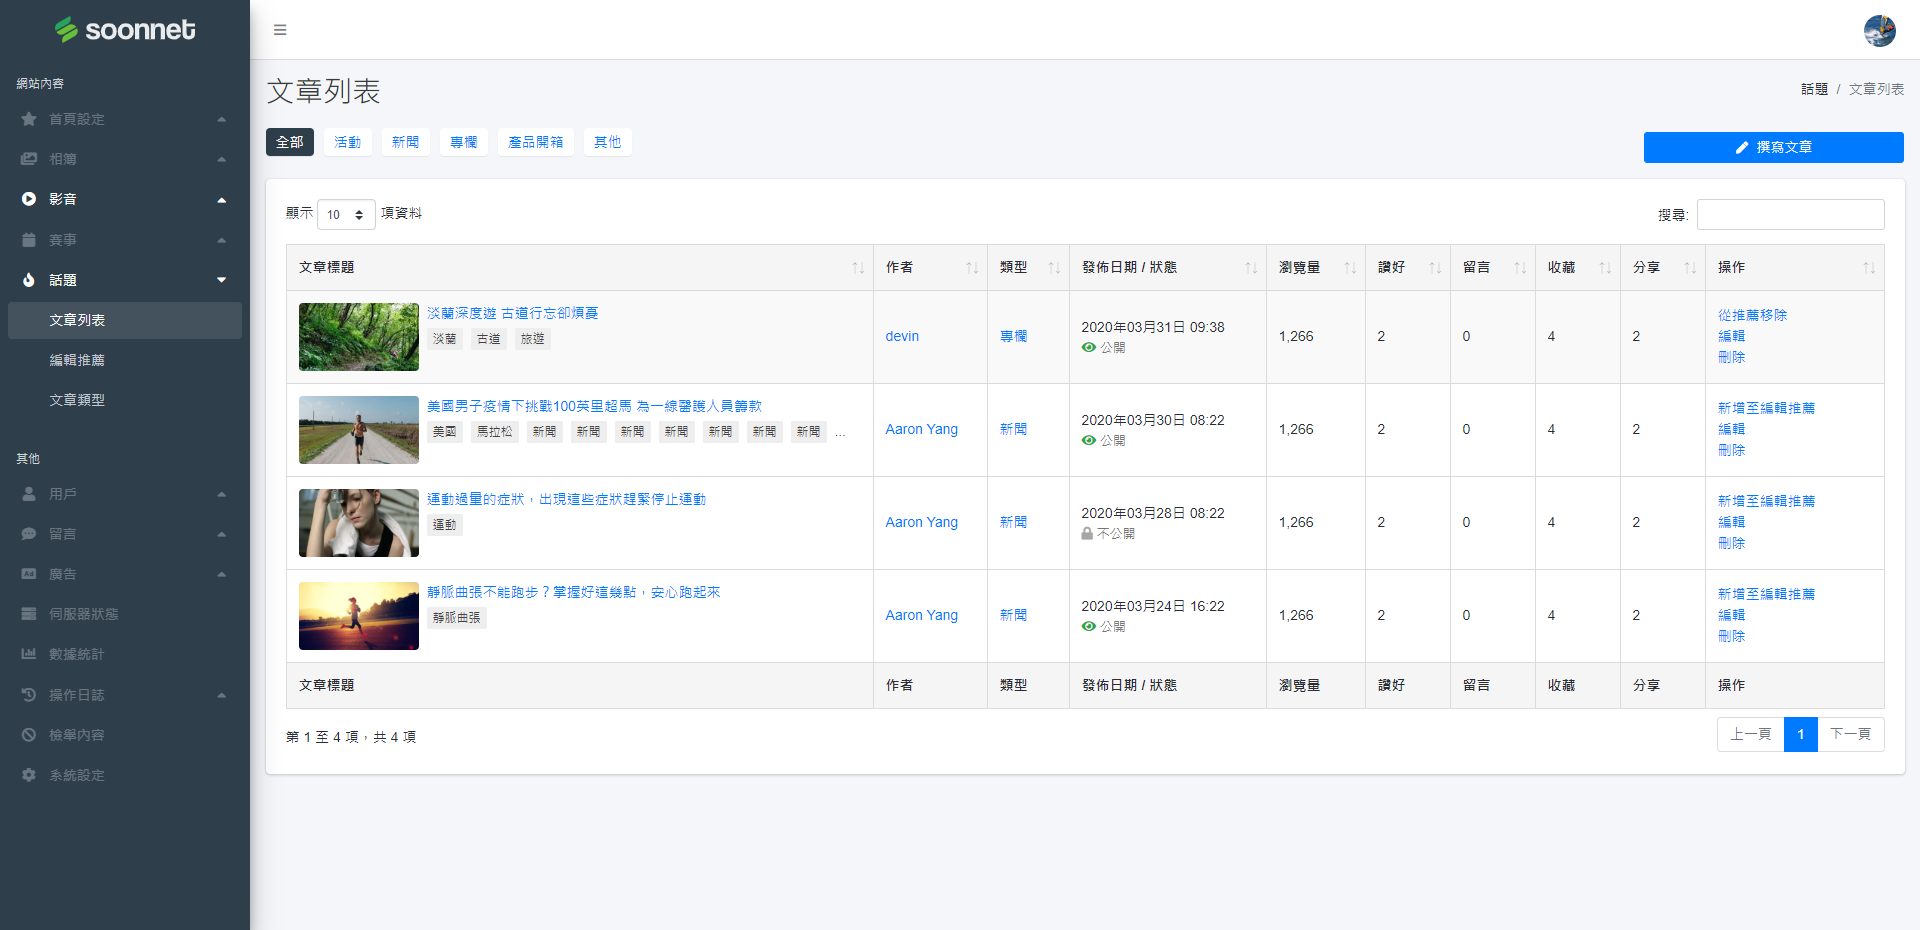 soonnet
網站內容
首頁設定
相簿
影音
賽事
話題
文章列表
編輯推薦
文章類型
其他
用戶
留言
廣告
伺服器狀態
數據統計
操作日誌
檢舉內容
系統設定
文章列表
話題 / 文章列表
全部 活動 新聞 專欄 產品開箱 其他
撰寫文章
顯示 10 項資料
搜尋:
文章標題 作者 類型 發佈日期 / 狀態 瀏覽量 讚好 留言 收藏 分享 操作
淡蘭深度遊 古道行忘卻煩憂
淡蘭 古道 旅遊
devin 專欄
2020年03月31日 09:38
公開
1,266 2 0 4 2
從推薦移除
編輯
刪除
美國男子疫情下挑戰100英里超馬 為一線醫護人員籌款
美國 馬拉松 新聞 新聞 新聞 新聞 新聞 新聞 新聞 ...
Aaron Yang 新聞
2020年03月30日 08:22
公開
1,266 2 0 4 2
新增至編輯推薦
編輯
刪除
運動過量的症狀，出現這些症狀趕緊停止運動
運動
Aaron Yang 新聞
2020年03月28日 08:22
不公開
1,266 2 0 4 2
新增至編輯推薦
編輯
刪除
靜脈曲張不能跑步？掌握好這幾點，安心跑起來
靜脈曲張
Aaron Yang 新聞
2020年03月24日 16:22
公開
1,266 2 0 4 2
新增至編輯推薦
編輯
刪除
文章標題 作者 類型 發佈日期 / 狀態 瀏覽量 讚好 留言 收藏 分享 操作
第 1 至 4 項，共 4 項
上一頁 1 下一頁